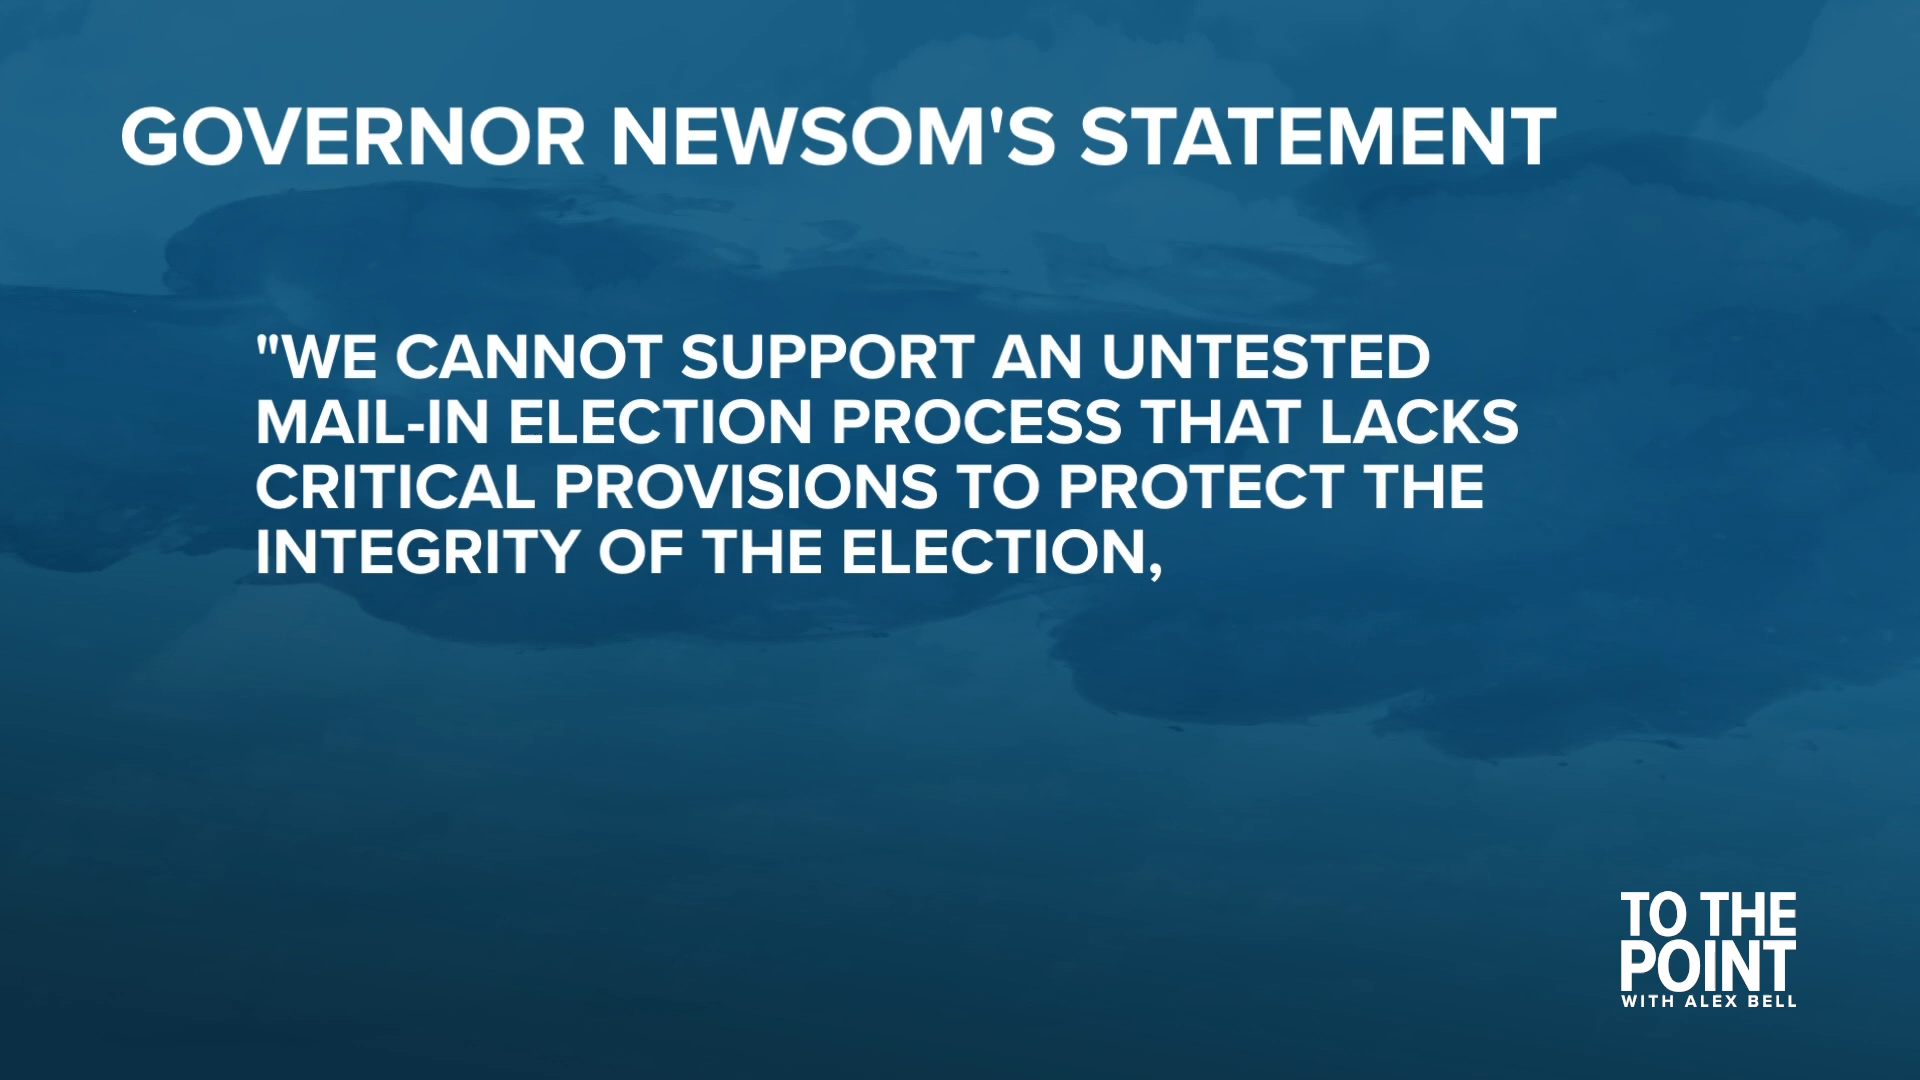 GOVERNOR NEWSOM'S STATEMENT
"WE CANNOT SUPPORT AN UNTESTED
MAIL-IN ELECTION PROCESS THAT LACKS
CRITICAL PROVISIONS TO PROTECT THE
INTEGRITY OF THE ELECTION,
TO THE
POINT
WITH ALEX BELL